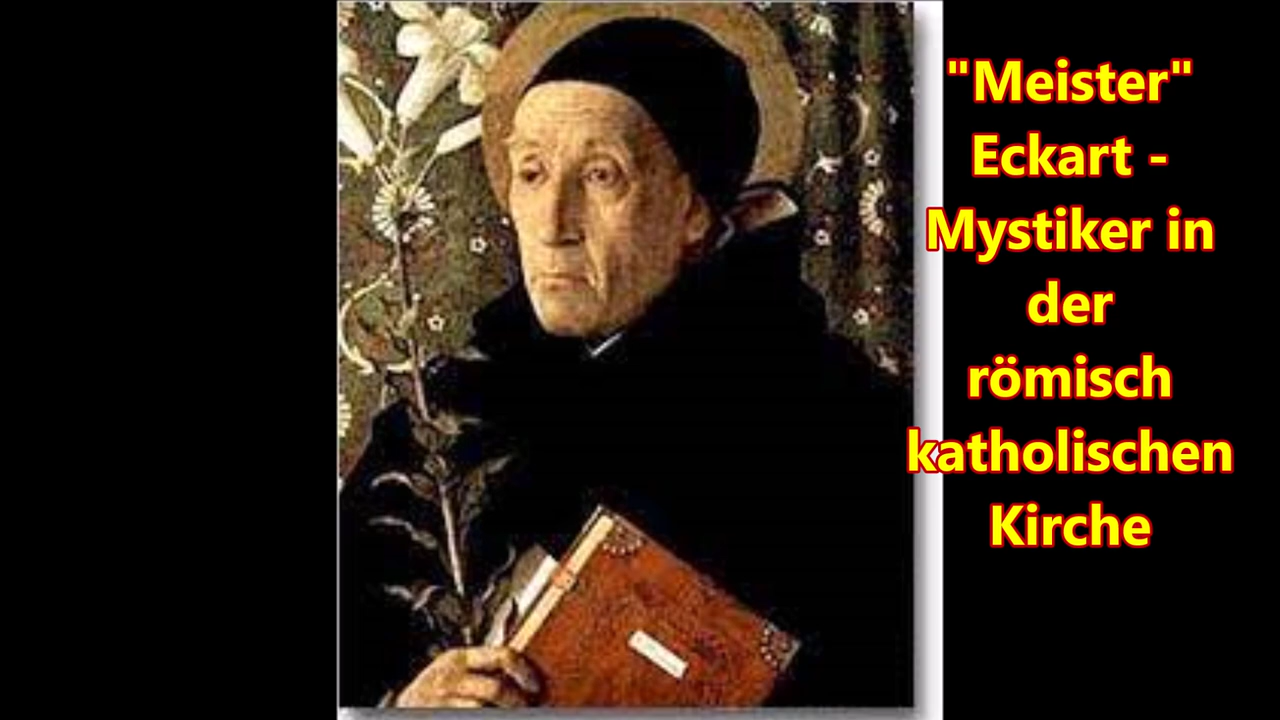 "Meister"
Eckart -
Mystiker in
der
römisch
katholischen
Kirche